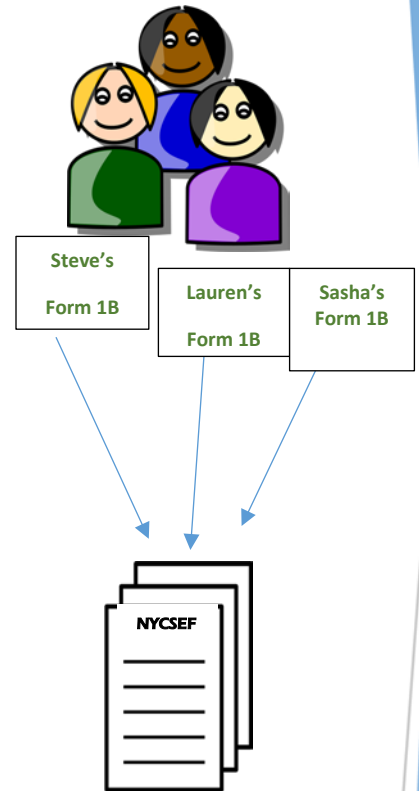 Steve's
Form 1B
Lauren's
Form 1B
Sasha's
Form 1B
NYCSEF